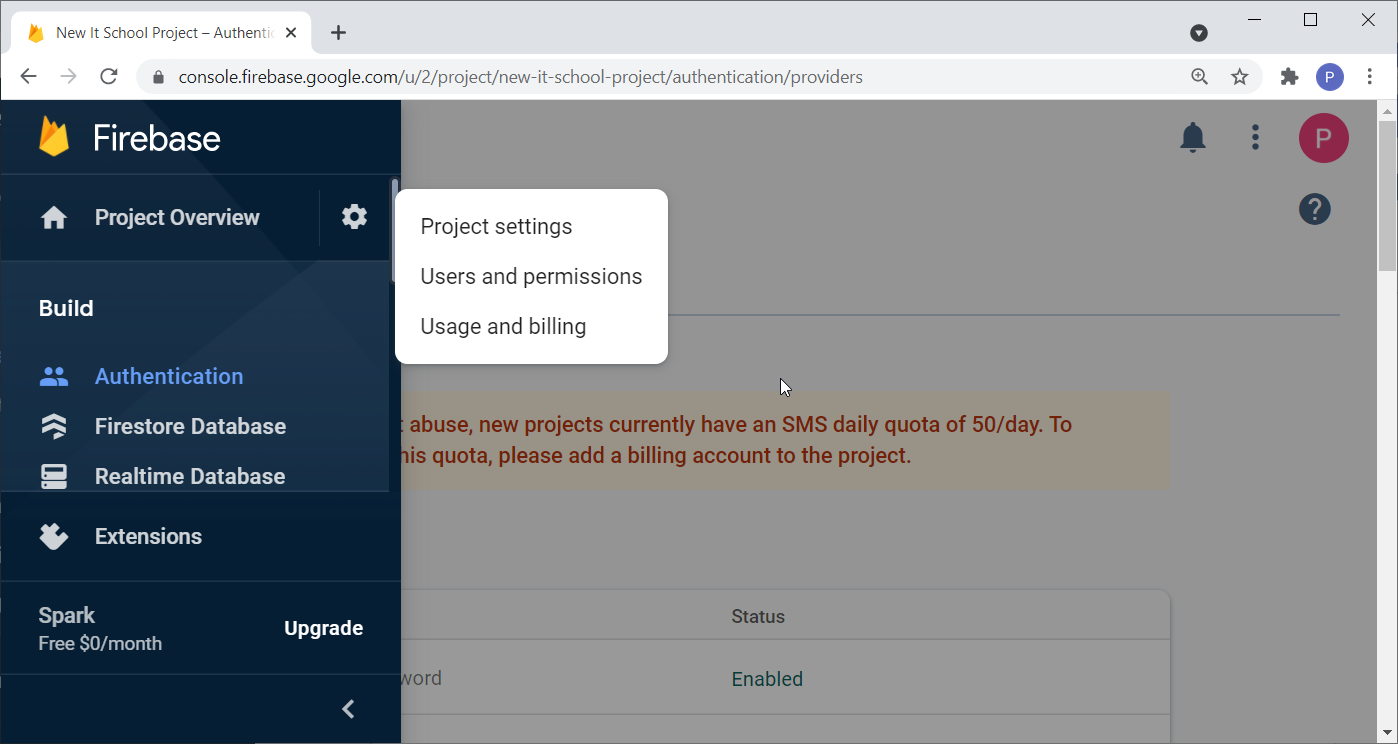 New It School Project – Authentic
console.firebase.google.com/u/2/project/new-it-school-project/authentication/providers
P
Firebase
P
Project Overview
Project settings
Users and permissions
Usage and billing
Build
Authentication
Firestore Database
Realtime Database
Extensions
abuse, new projects currently have an SMS daily quota of 50/day. To
his quota, please add a billing account to the project.
Spark
Free $0/month
Upgrade
Status
word
Enabled